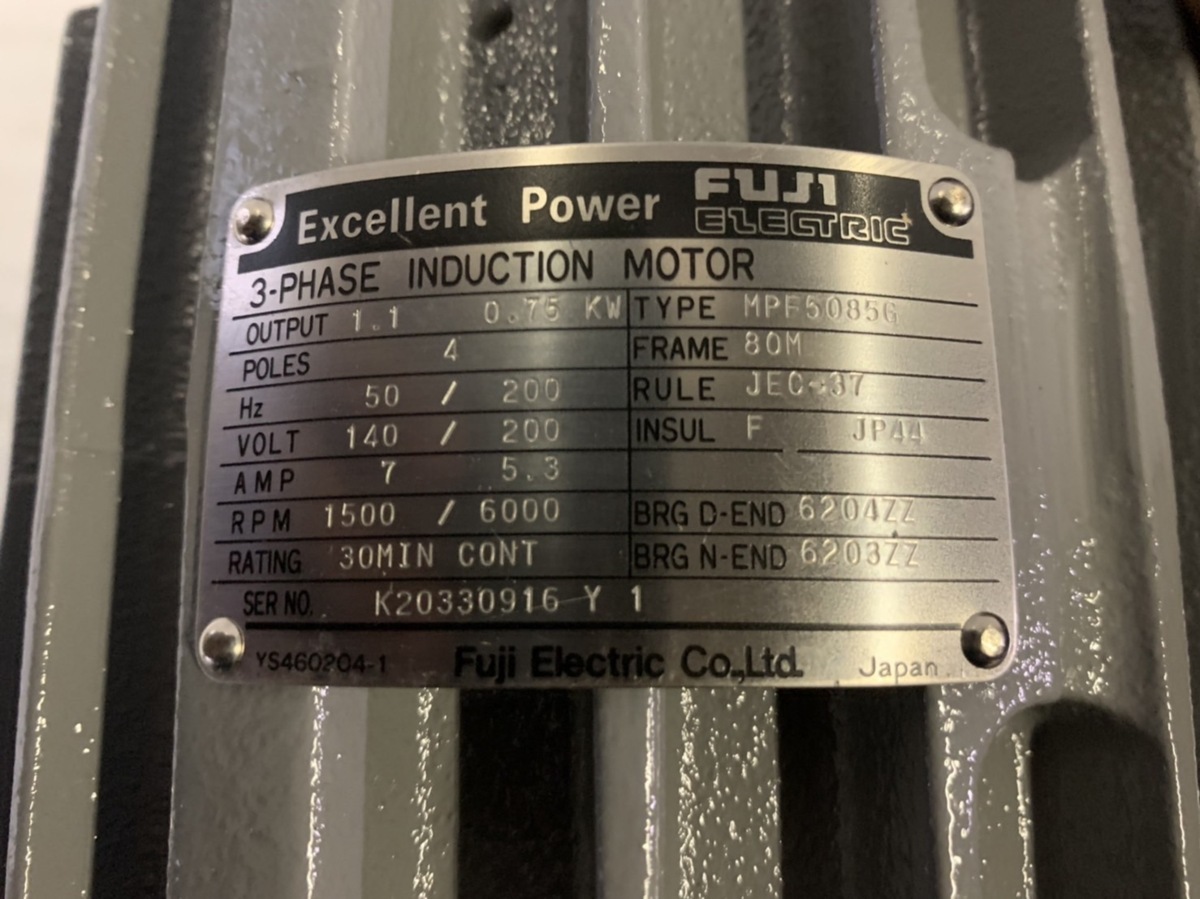 Excellent Power FUJI ELECTRIC
3-PHASE INDUCTION MOTOR
OUTPUT 1.1 0.75 KW TYPE MPF5085G
POLES 4 FRAME 80M
Hz 50 / 200 RULE JEC-37
VOLT 140 / 200 INSUL F JP44
AMP 7 5.3
RPM 1500 / 6000 BRG D-END 6204ZZ
RATING 30MIN CONT BRG N-END 6203ZZ
SER NO. K20330916 Y 1
YS460204-1 Fuji Electric Co.,Ltd. Japan